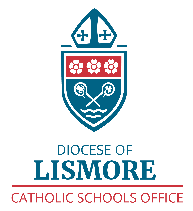 DIOCESE OF
LISMORE
CATHOLIC SCHOOLS OFFICE